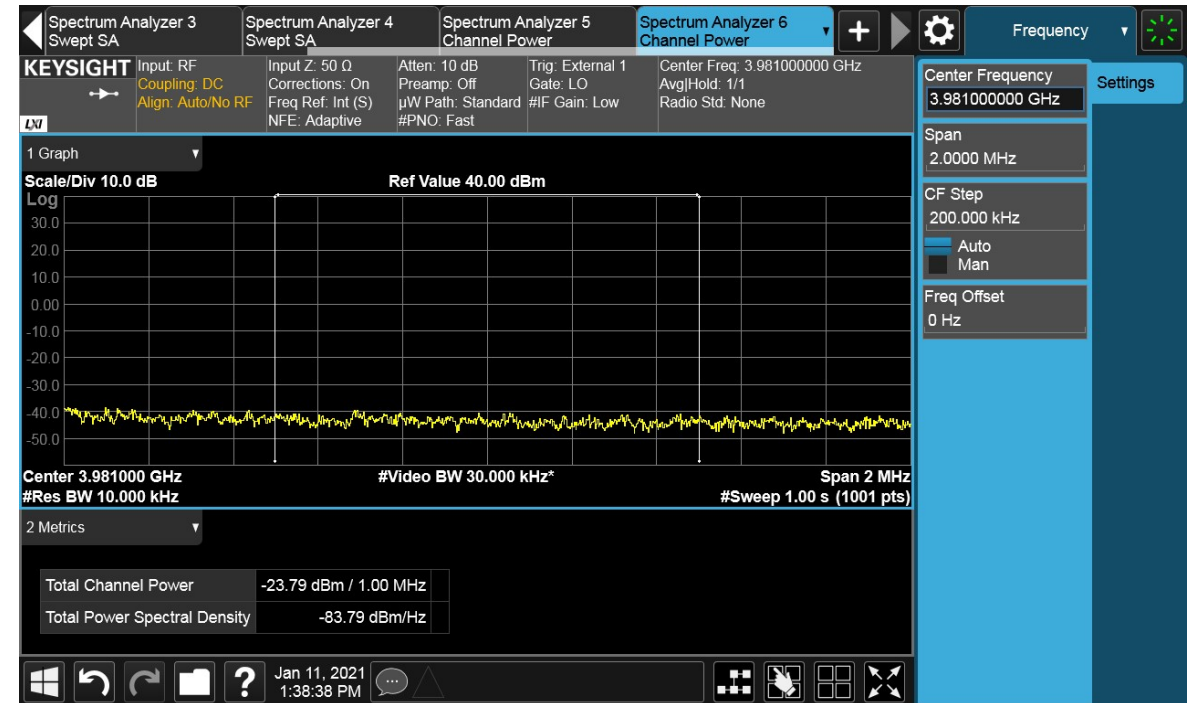 Spectrum Analyzer 3
Swept SA
Spectrum Analyzer 4
Swept SA
Spectrum Analyzer 5
Channel Power
Spectrum Analyzer 6
Channel Power
Frequency
KEYSIGHT
LXI
Input: RF
Coupling: DC
Align: Auto/No RF
Input Z: 50 Ω
Corrections: On
Freq Ref: Int (S)
NFE: Adaptive
Atten: 10 dB
Preamp: Off
µW Path: Standard
#PNO: Fast
Trig: External 1
Gate: LO
#IF Gain: Low
Center Freq: 3.981000000 GHz
Avg|Hold: 1/1
Radio Std: None
Center Frequency
3.981000000 GHz
Settings
Span
2.0000 MHz
CF Step
200.000 kHz
Auto
Man
Freq Offset
0 Hz
1 Graph
Scale/Div 10.0 dB
Ref Value 40.00 dBm
Log
30.0
20.0
10.0
0.00
-10.0
-20.0
-30.0
-40.0
-50.0
Center 3.981000 GHz
#Video BW 30.000 kHz*
Span 2 MHz
#Res BW 10.000 kHz
#Sweep 1.00 s (1001 pts)
2 Metrics
Total Channel Power -23.79 dBm / 1.00 MHz
Total Power Spectral Density -83.79 dBm/Hz
?
Jan 11, 2021
1:38:38 PM